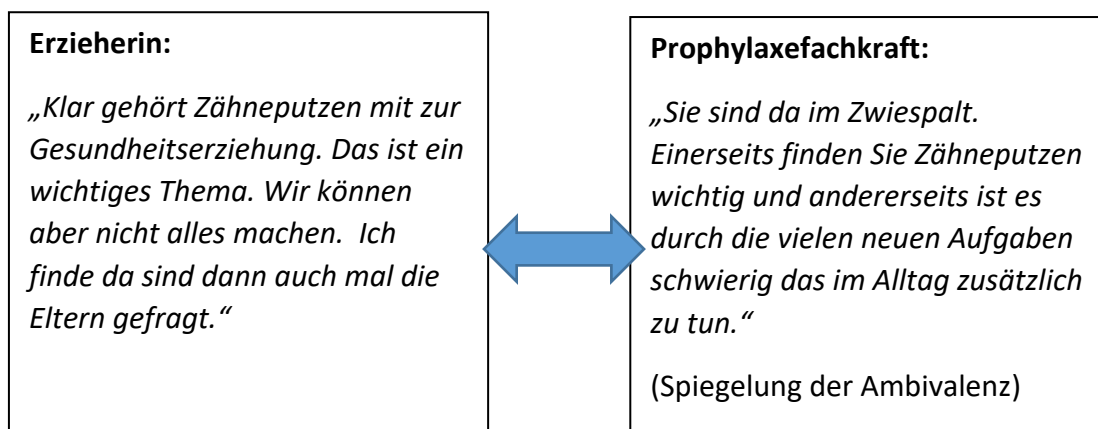 Erzieherin:
„Klar gehört Zähneputzen mit zur
Gesundheitserziehung. Das ist ein
wichtiges Thema. Wir können
aber nicht alles machen.  Ich
finde da sind dann auch mal die
Eltern gefragt.“
Prophylaxefachkraft:
„Sie sind da im Zwiespalt.
Einerseits finden Sie Zähneputzen
wichtig und andererseits ist es
durch die vielen neuen Aufgaben
schwierig das im Alltag zusätzlich
zu tun.“
(Spiegelung der Ambivalenz)